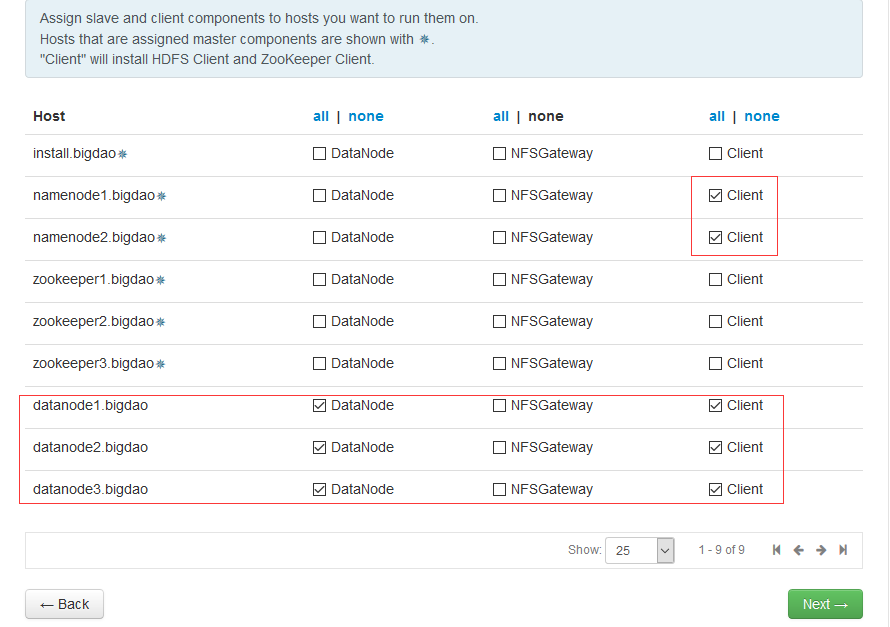 Assign slave and client components to hosts you want to run them on.
Hosts that are assigned master components are shown with ✵.
"Client" will install HDFS Client and ZooKeeper Client.
Host all | none all | none all | none
install.bigdao✵ DataNode NFSGateway Client
namenode1.bigdao✵ DataNode NFSGateway Client
namenode2.bigdao✵ DataNode NFSGateway Client
zookeeper1.bigdao✵ DataNode NFSGateway Client
zookeeper2.bigdao✵ DataNode NFSGateway Client
zookeeper3.bigdao✵ DataNode NFSGateway Client
datanode1.bigdao DataNode NFSGateway Client
datanode2.bigdao DataNode NFSGateway Client
datanode3.bigdao DataNode NFSGateway Client
Show: 25 1 - 9 of 9
← Back Next →